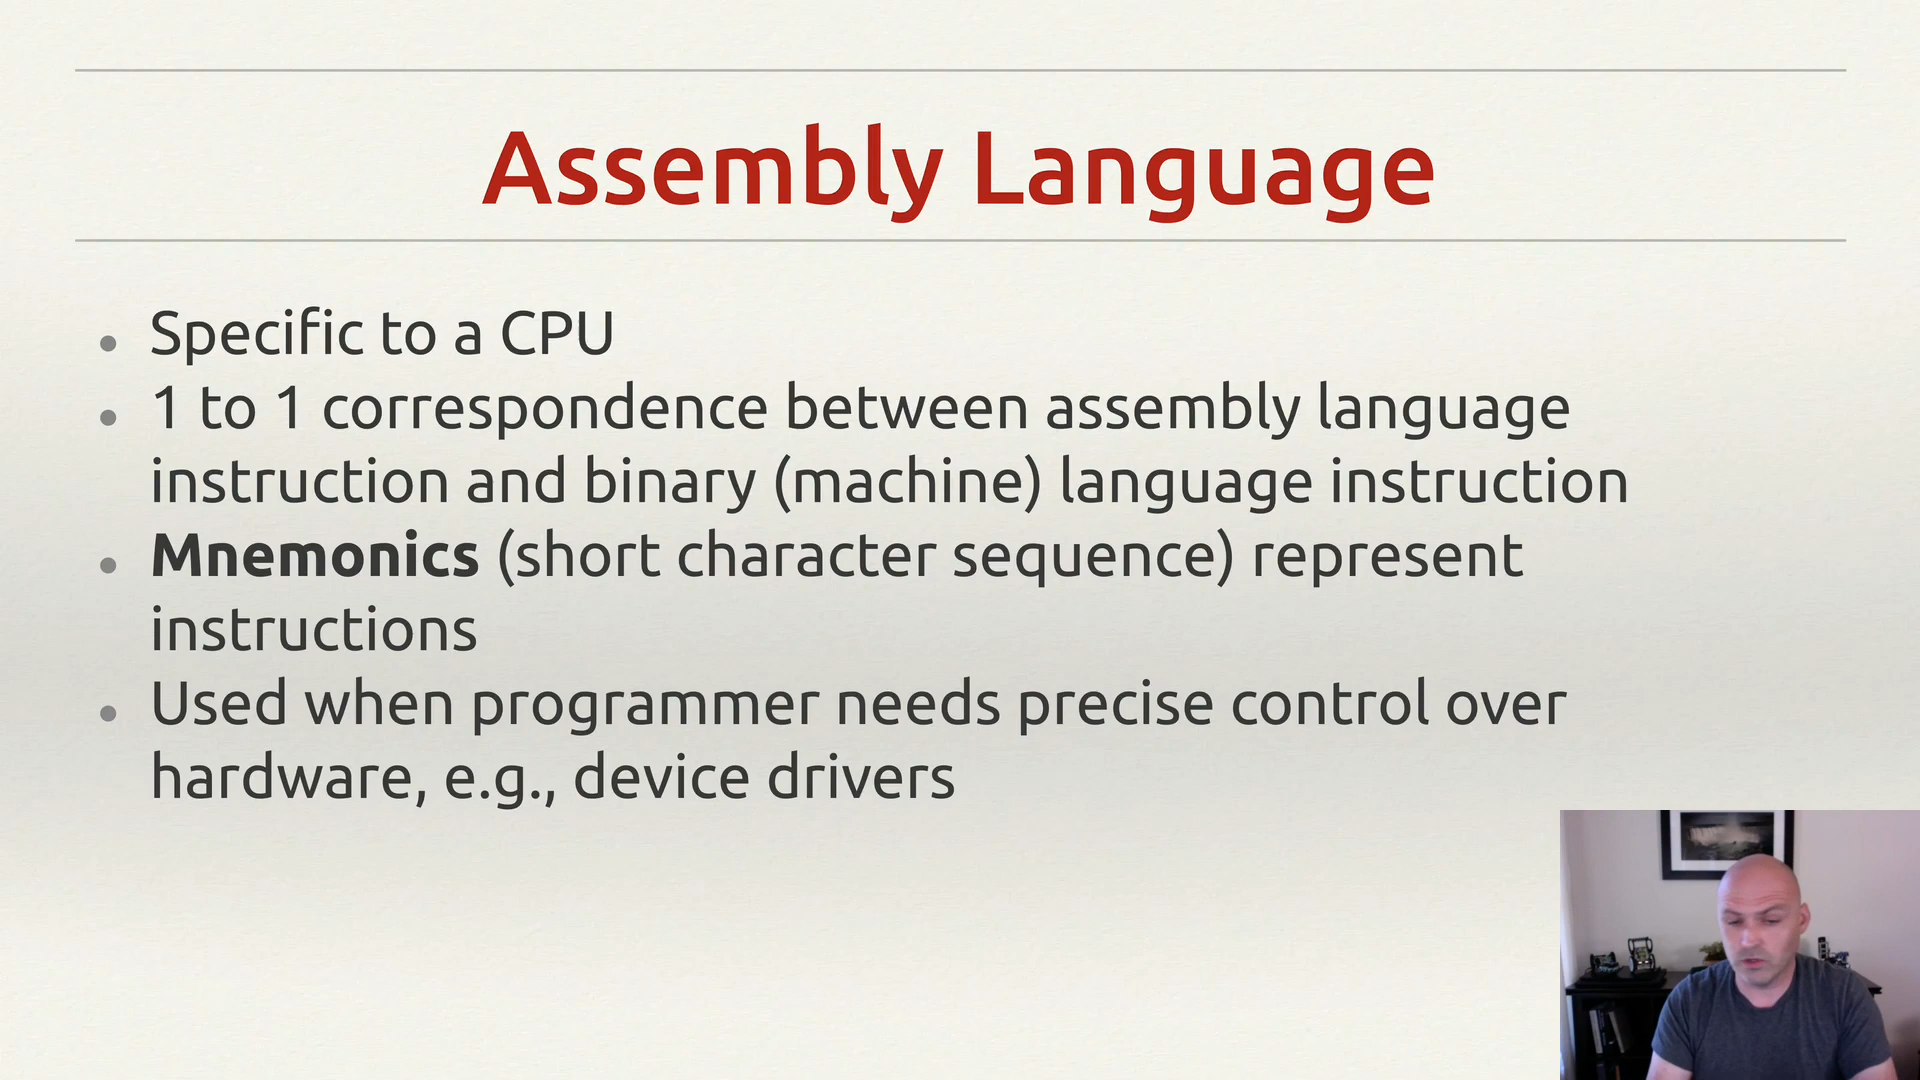 Assembly Language
• Specific to a CPU
• 1 to 1 correspondence between assembly language
instruction and binary (machine) language instruction
• Mnemonics (short character sequence) represent
instructions
• Used when programmer needs precise control over
hardware, e.g., device drivers